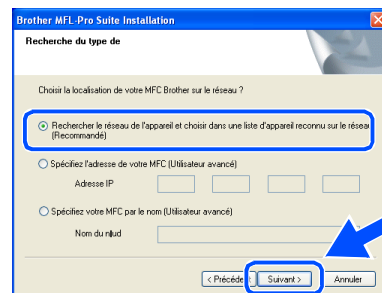 Brother MFL-Pro Suite Installation
Recherche du type de
Choisir la localisation de votre MFC Brother sur le réseau ?
Rechercher le réseau de l'appareil et choisir dans une liste d'appareil reconnu sur le réseau
(Recommandé)
Spécifiez l'adresse de votre MFC (Utilisateur avancé)
Adresse IP
Spécifiez votre MFC par le nom (Utilisateur avancé)
Nom du nœud
< Précédent
Suivant >
Annuler